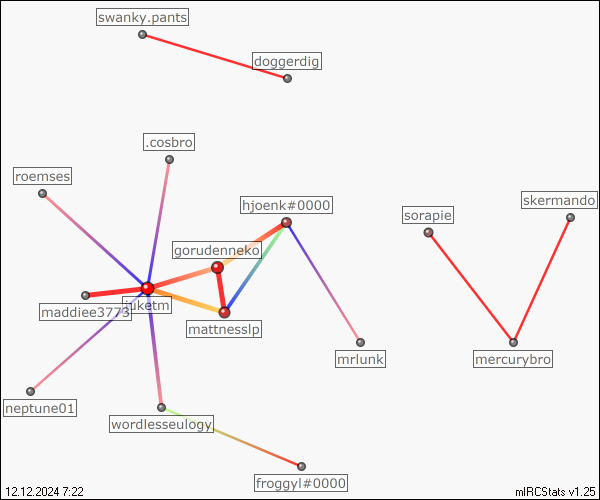 swanky.pants
doggerdig
.cosbro
roemses
skermando
hjoenk#0000
sorapie
gorudenneko
maddiee3773
mattnesslp
mrlunk
mercurybro
neptune01
wordlesseulogy
froggyl#0000
12.12.2024 7:22
mIRCStats v1.25